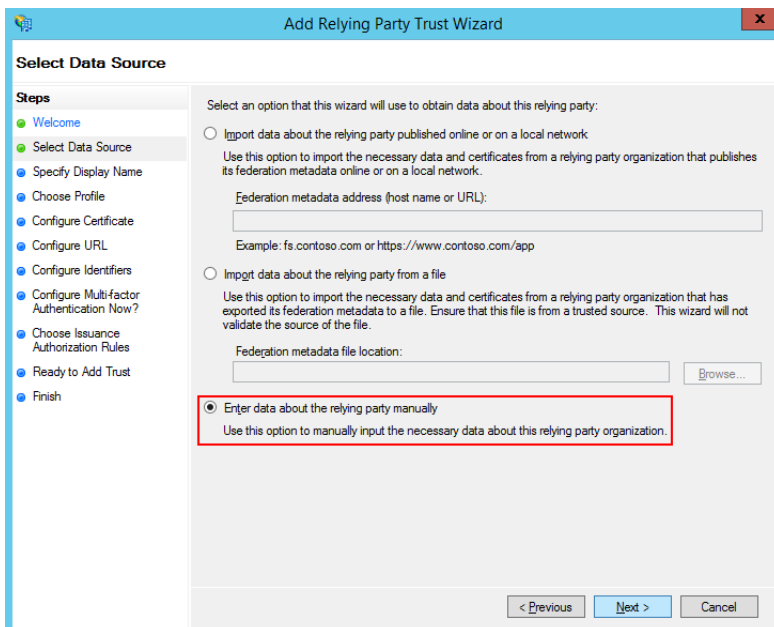 Add Relying Party Trust Wizard
x
Select Data Source
Steps
Welcome
Select Data Source
Specify Display Name
Choose Profile
Configure Certificate
Configure URL
Configure Identifiers
Configure Multi-factor
Authentication Now?
Choose Issuance
Authorization Rules
Ready to Add Trust
Finish
Select an option that this wizard will use to obtain data about this relying party:
Import data about the relying party published online or on a local network
Use this option to import the necessary data and certificates from a relying party organization that publishes
its federation metadata online or on a local network.
Federation metadata address (host name or URL):
Example: fs.contoso.com or https://www.contoso.com/app
Import data about the relying party from a file
Use this option to import the necessary data and certificates from a relying party organization that has
exported its federation metadata to a file. Ensure that this file is from a trusted source.  This wizard will not
validate the source of the file.
Federation metadata file location:
Browse...
Enter data about the relying party manually
Use this option to manually input the necessary data about this relying party organization.
< Previous
Next >
Cancel